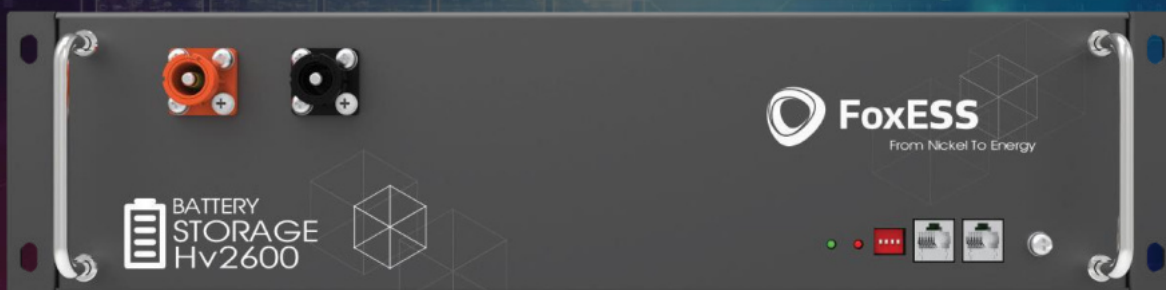 FoxESS
From Nickel To Energy
BATTERY
STORAGE
Hv2600